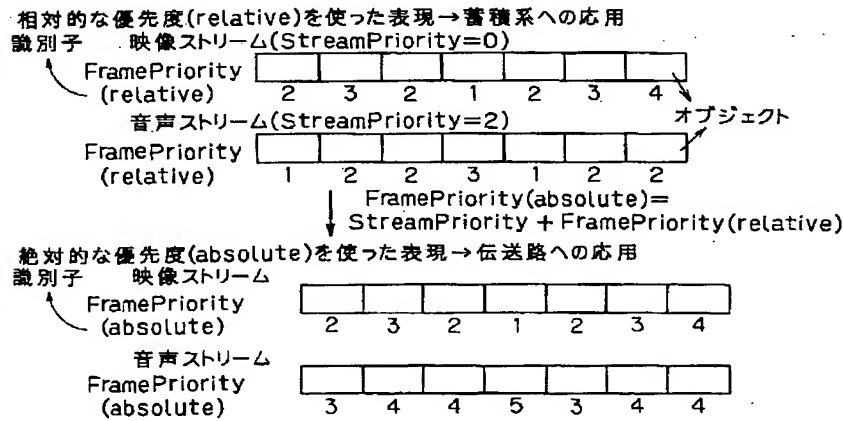 相対的な優先度(relative)を使った表現→蓄積系への応用
識別子 映像ストリーム(StreamPriority=0)
FramePriority
(relative)
2 3 2 1 2 3 4
オブジェクト
音声ストリーム(StreamPriority=2)
FramePriority
(relative)
1 2 2 3 1 2 2
FramePriority(absolute)=
StreamPriority + FramePriority(relative)
絶対的な優先度(absolute)を使った表現→伝送路への応用
識別子 映像ストリーム
FramePriority
(absolute)
2 3 2 1 2 3 4
音声ストリーム
FramePriority
(absolute)
3 4 4 5 3 4 4